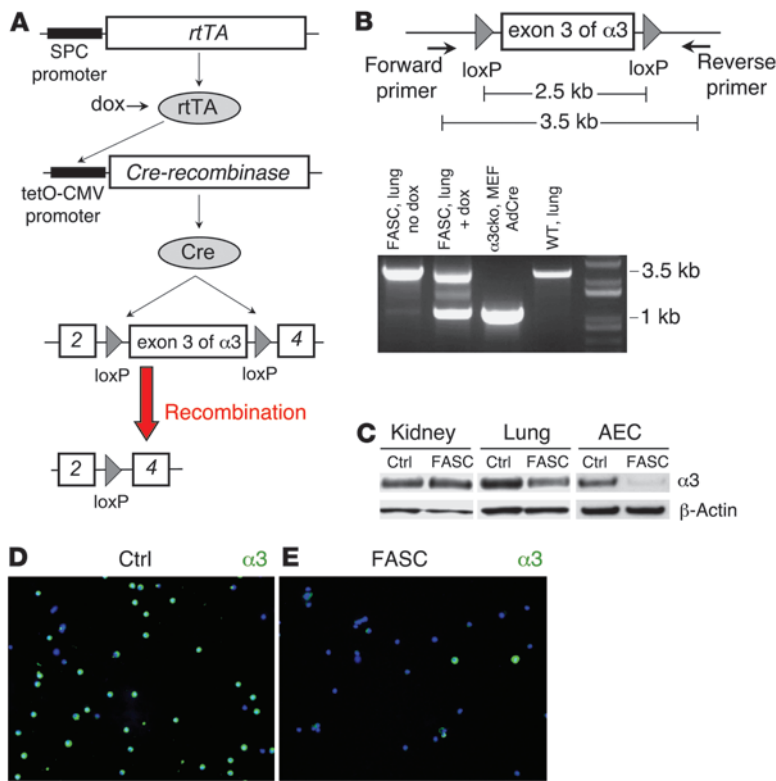 A
rtTA
SPC
promoter
dox
rtTA
Cre-recombinase
tetO-CMV
promoter
Cre
2
exon 3 of α3
4
loxP
loxP
Recombination
2
4
loxP
B
exon 3 of α3
Forward
primer
loxP
loxP
Reverse
primer
2.5 kb
3.5 kb
FASC, lung
no dox
FASC, lung
+ dox
α3cko, MEF
AdCre
WT, lung
3.5 kb
1 kb
C
Kidney Lung AEC
Ctrl FASC Ctrl FASC Ctrl FASC
α3
β-Actin
D Ctrl α3
E FASC α3